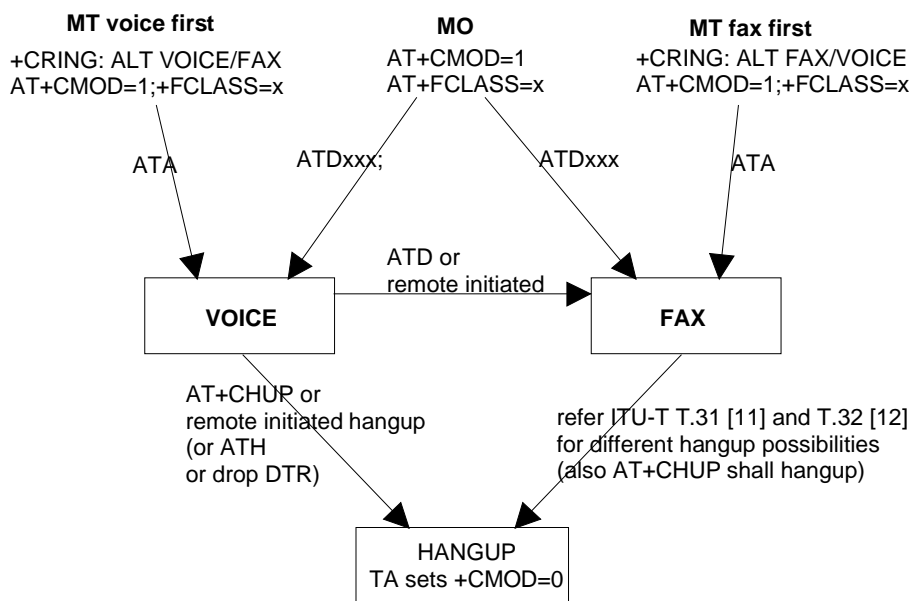 MT voice first
+CRING: ALT VOICE/FAX
AT+CMOD=1;+FCLASS=x
MO
AT+CMOD=1
AT+FCLASS=x
MT fax first
+CRING: ALT FAX/VOICE
AT+CMOD=1;+FCLASS=x
ATA
ATDxxx;
ATDxxx
ATA
ATD or
remote initiated
VOICE
FAX
AT+CHUP or
remote initiated hangup
(or ATH
or drop DTR)
refer ITU-T T.31 [11] and T.32 [12]
for different hangup possibilities
(also AT+CHUP shall hangup)
HANGUP
TA sets +CMOD=0